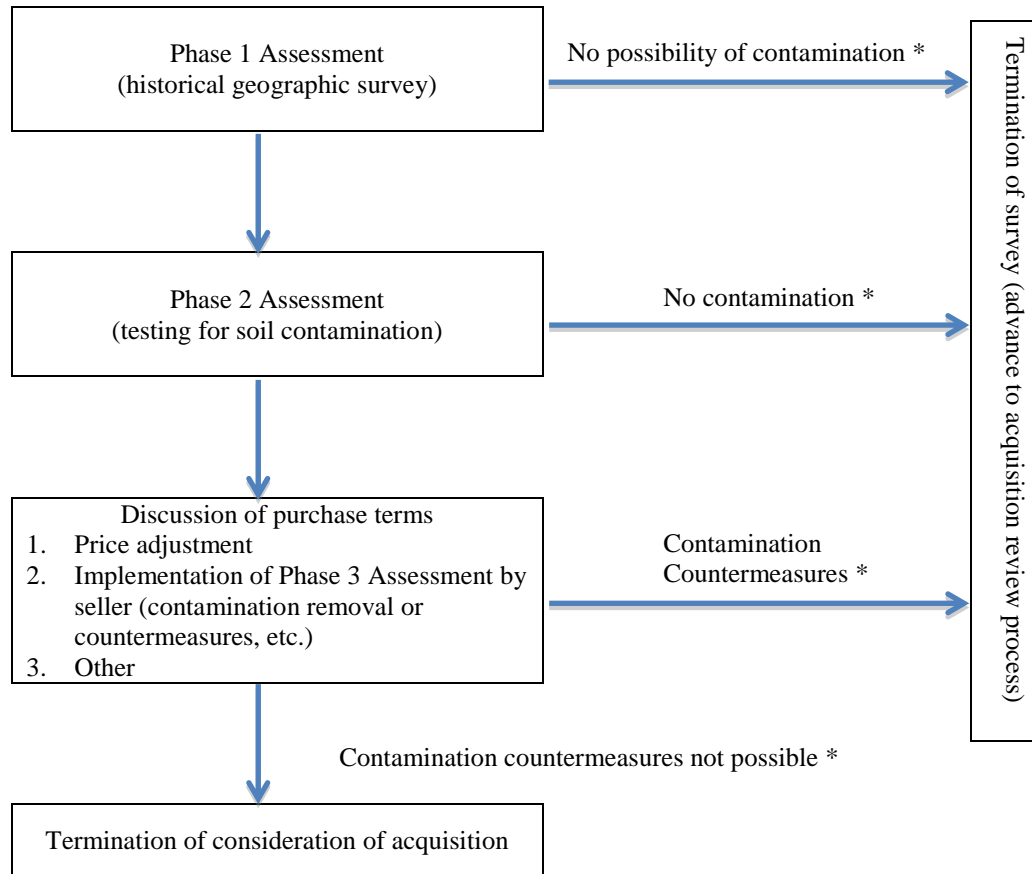 Phase 1 Assessment
(historical geographic survey)
No possibility of contamination *
Phase 2 Assessment
(testing for soil contamination)
No contamination *
Discussion of purchase terms
1. Price adjustment
2. Implementation of Phase 3 Assessment by
seller (contamination removal or
countermeasures, etc.)
3. Other
Contamination
Countermeasures *
Contamination countermeasures not possible *
Termination of consideration of acquisition
Termination of survey (advance to acquisition review process)